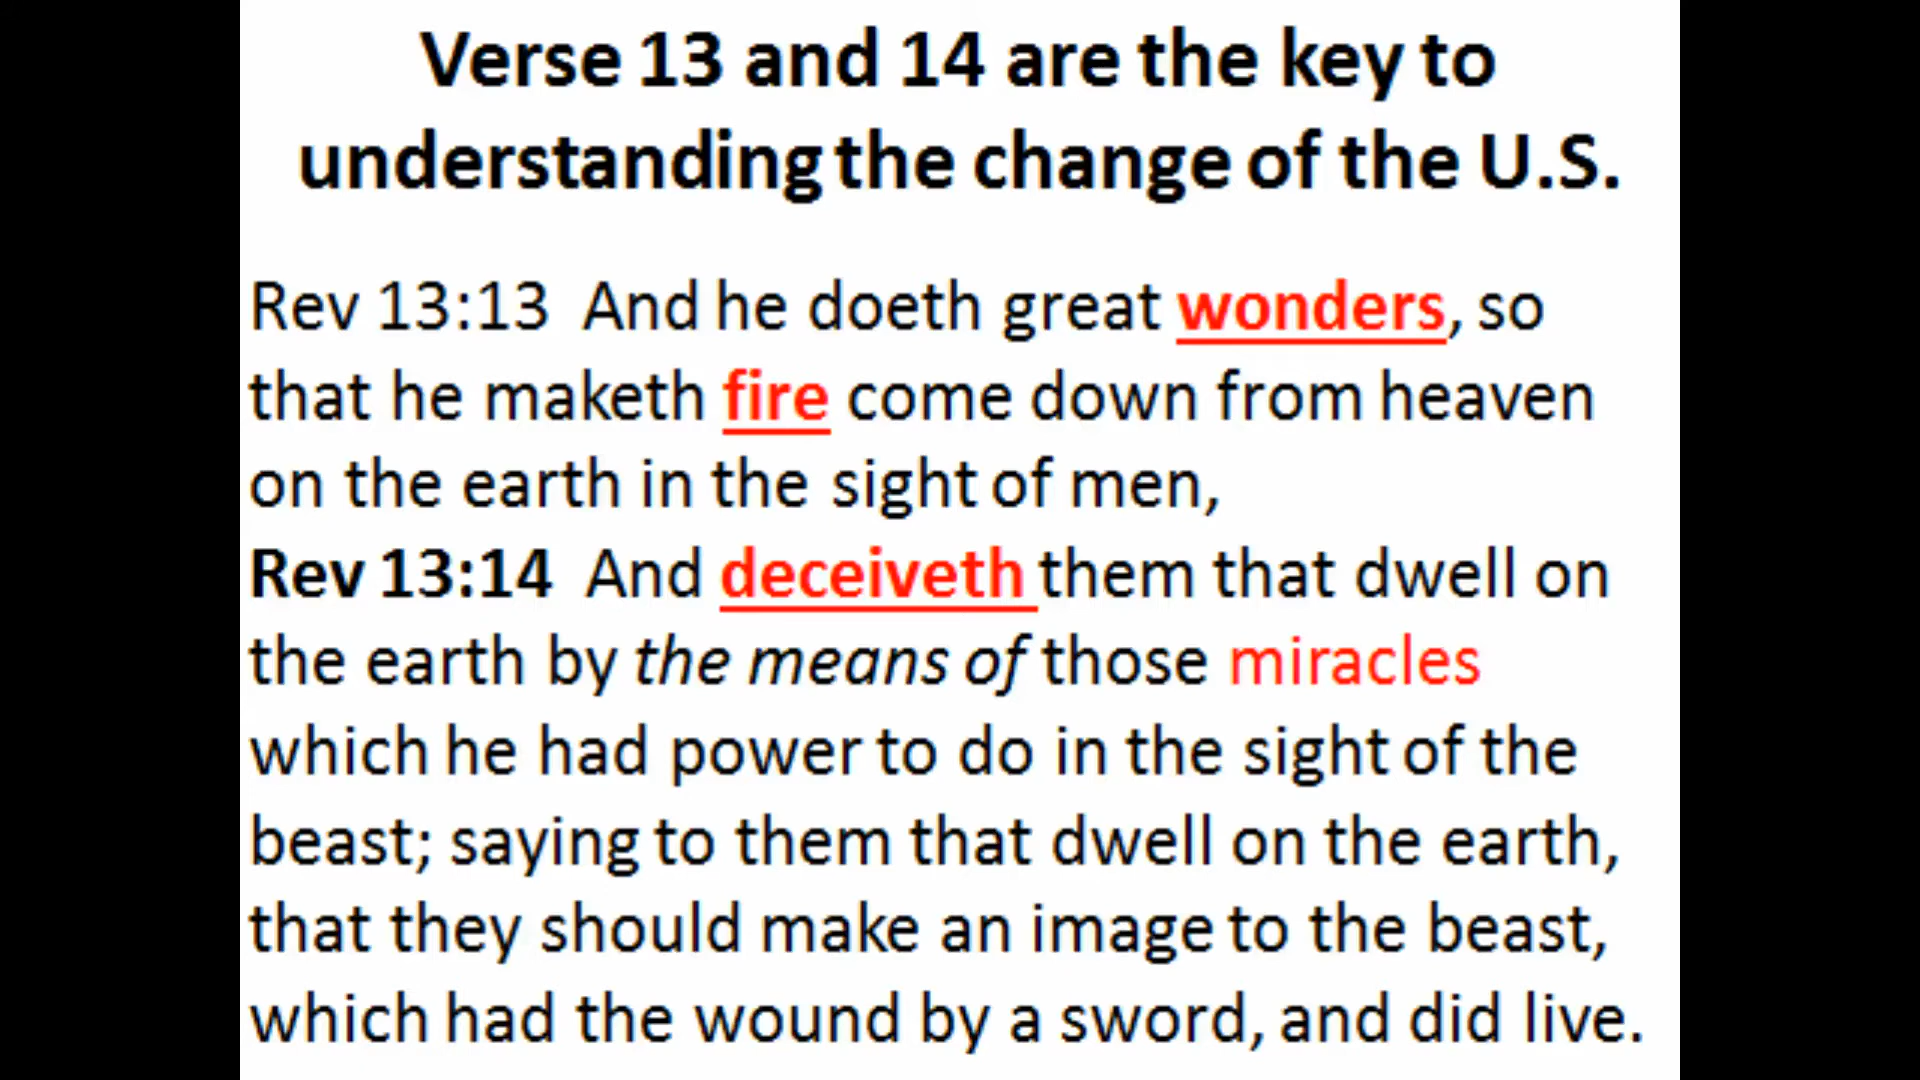 Verse 13 and 14 are the key to
understanding the change of the U.S.
Rev 13:13 And he doeth great wonders, so
that he maketh fire come down from heaven
on the earth in the sight of men,
Rev 13:14 And deceiveth them that dwell on
the earth by the means of those miracles
which he had power to do in the sight of the
beast; saying to them that dwell on the earth,
that they should make an image to the beast,
which had the wound by a sword, and did live.